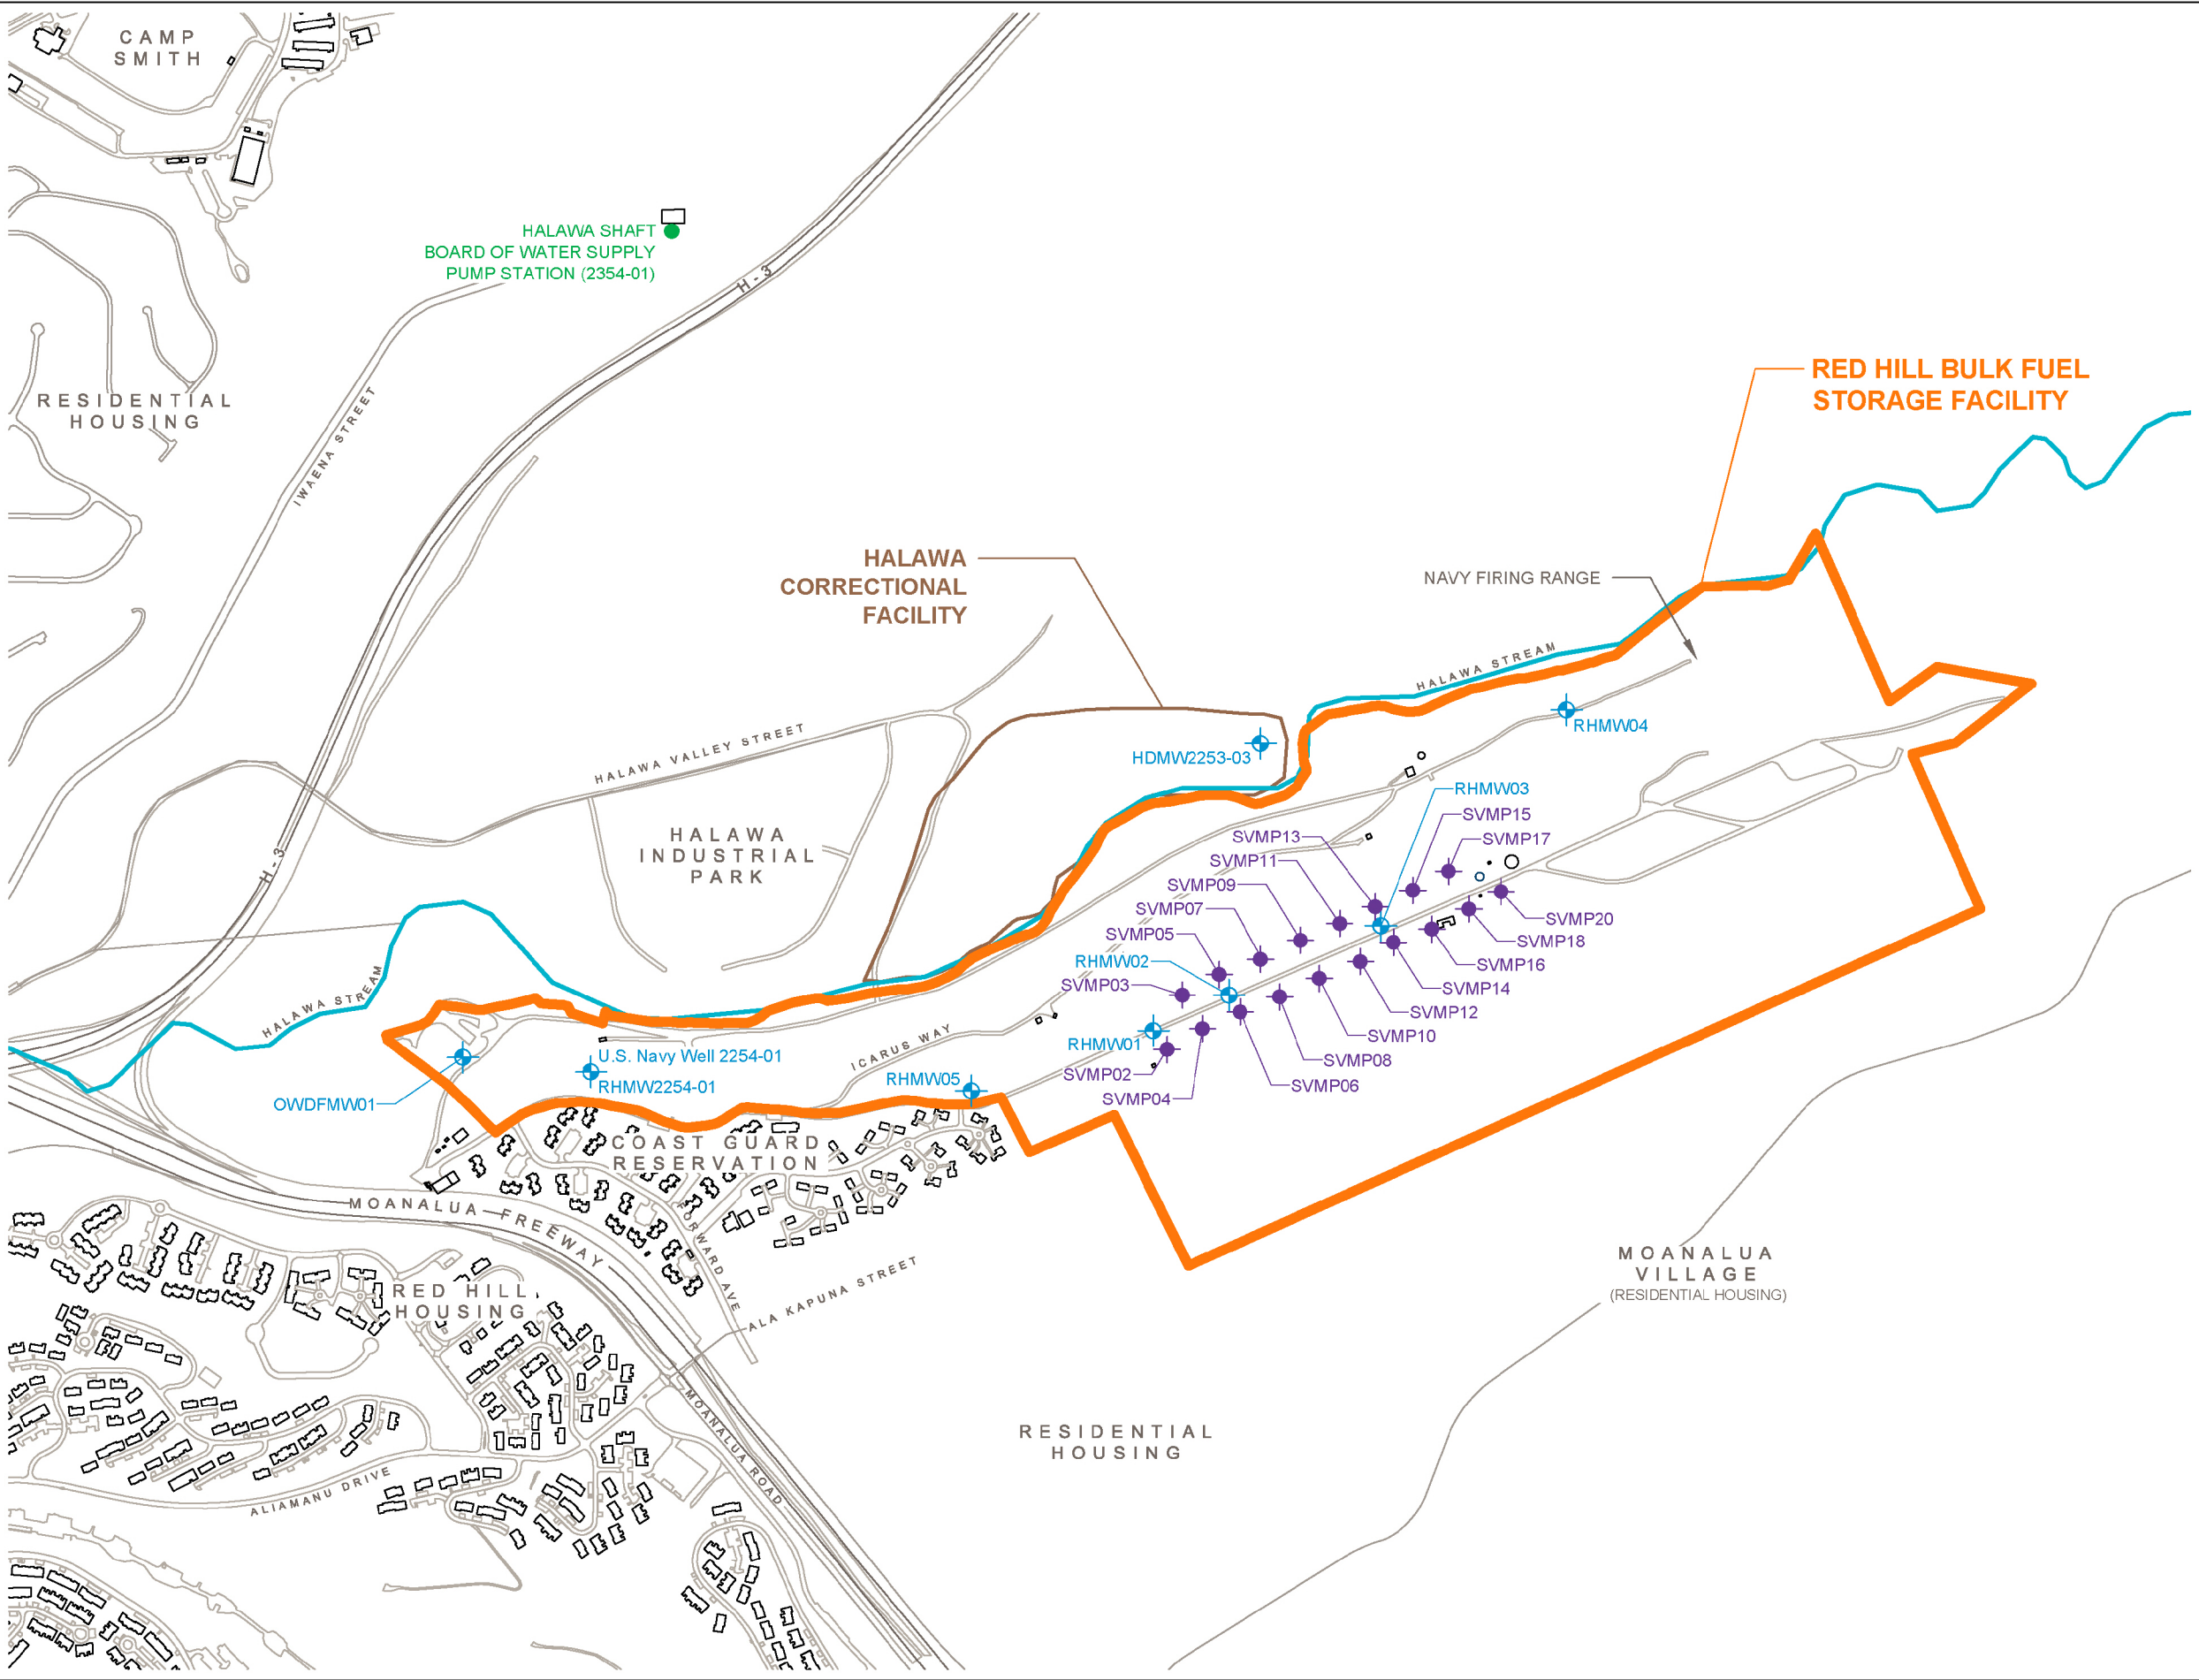 CAMP
SMITH
HALAWA SHAFT
BOARD OF WATER SUPPLY
PUMP STATION (2354-01)
H-3
RESIDENTIAL
HOUSING
IWAENA STREET
RED HILL BULK FUEL
STORAGE FACILITY
HALAWA
CORRECTIONAL
FACILITY
NAVY FIRING RANGE
HALAWA STREAM
RHMW04
HALAWA VALLEY STREET
HDMW2253-03
RHMW03
SVMP15
SVMP13
SVMP17
HALAWA
INDUSTRIAL
PARK
SVMP11
H-3
SVMP09
SVMP07
SVMP20
SVMP05
SVMP18
RHMW02
SVMP16
SVMP03
SVMP14
HALAWA STREAM
SVMP12
ICARUS WAY
SVMP10
RHMW01
U.S. Navy Well 2254-01
SVMP08
SVMP02
RHMW05
RHMW2254-01
SVMP06
SVMP04
OWDFMW01
COAST GUARD
RESERVATION
MOANALUA FREEWAY
FORWARD AVE
MOANALUA
VILLAGE
(RESIDENTIAL HOUSING)
RED HILL
HOUSING
ALA KAPUNA STREET
RESIDENTIAL
HOUSING
MOANALUA ROAD
ALIAMANU DRIVE